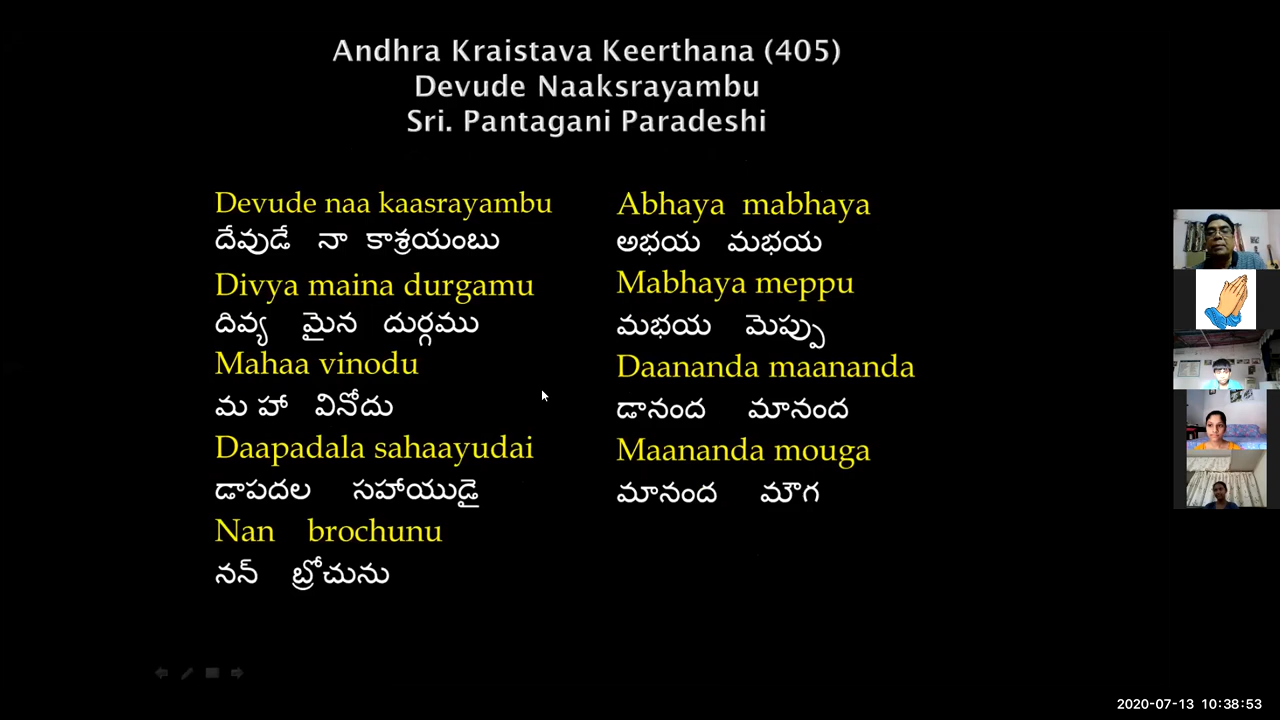 Andhra Kraistava Keerthana (405)
Devude Naaksrayambu
Sri. Pantagani Paradeshi
Devude naa kaasrayambu
దేవుడే నా కాశ్రయంబు
Divya maina durgamu
దివ్య మైన దుర్గము
Mahaa vinodu
మ హా వినోదు
Daapadala sahaayudai
డాపదల సహాయుడై
Nan brochunu
నన్ బ్రోచును
Abhaya mabhaya
అభయ మభయ
Mabhaya meppu
మభయ మెప్పు
Daananda maananda
డానంద మానంద
Maananda mouga
మానంద మౌగ
2020-07-13 10:38:53